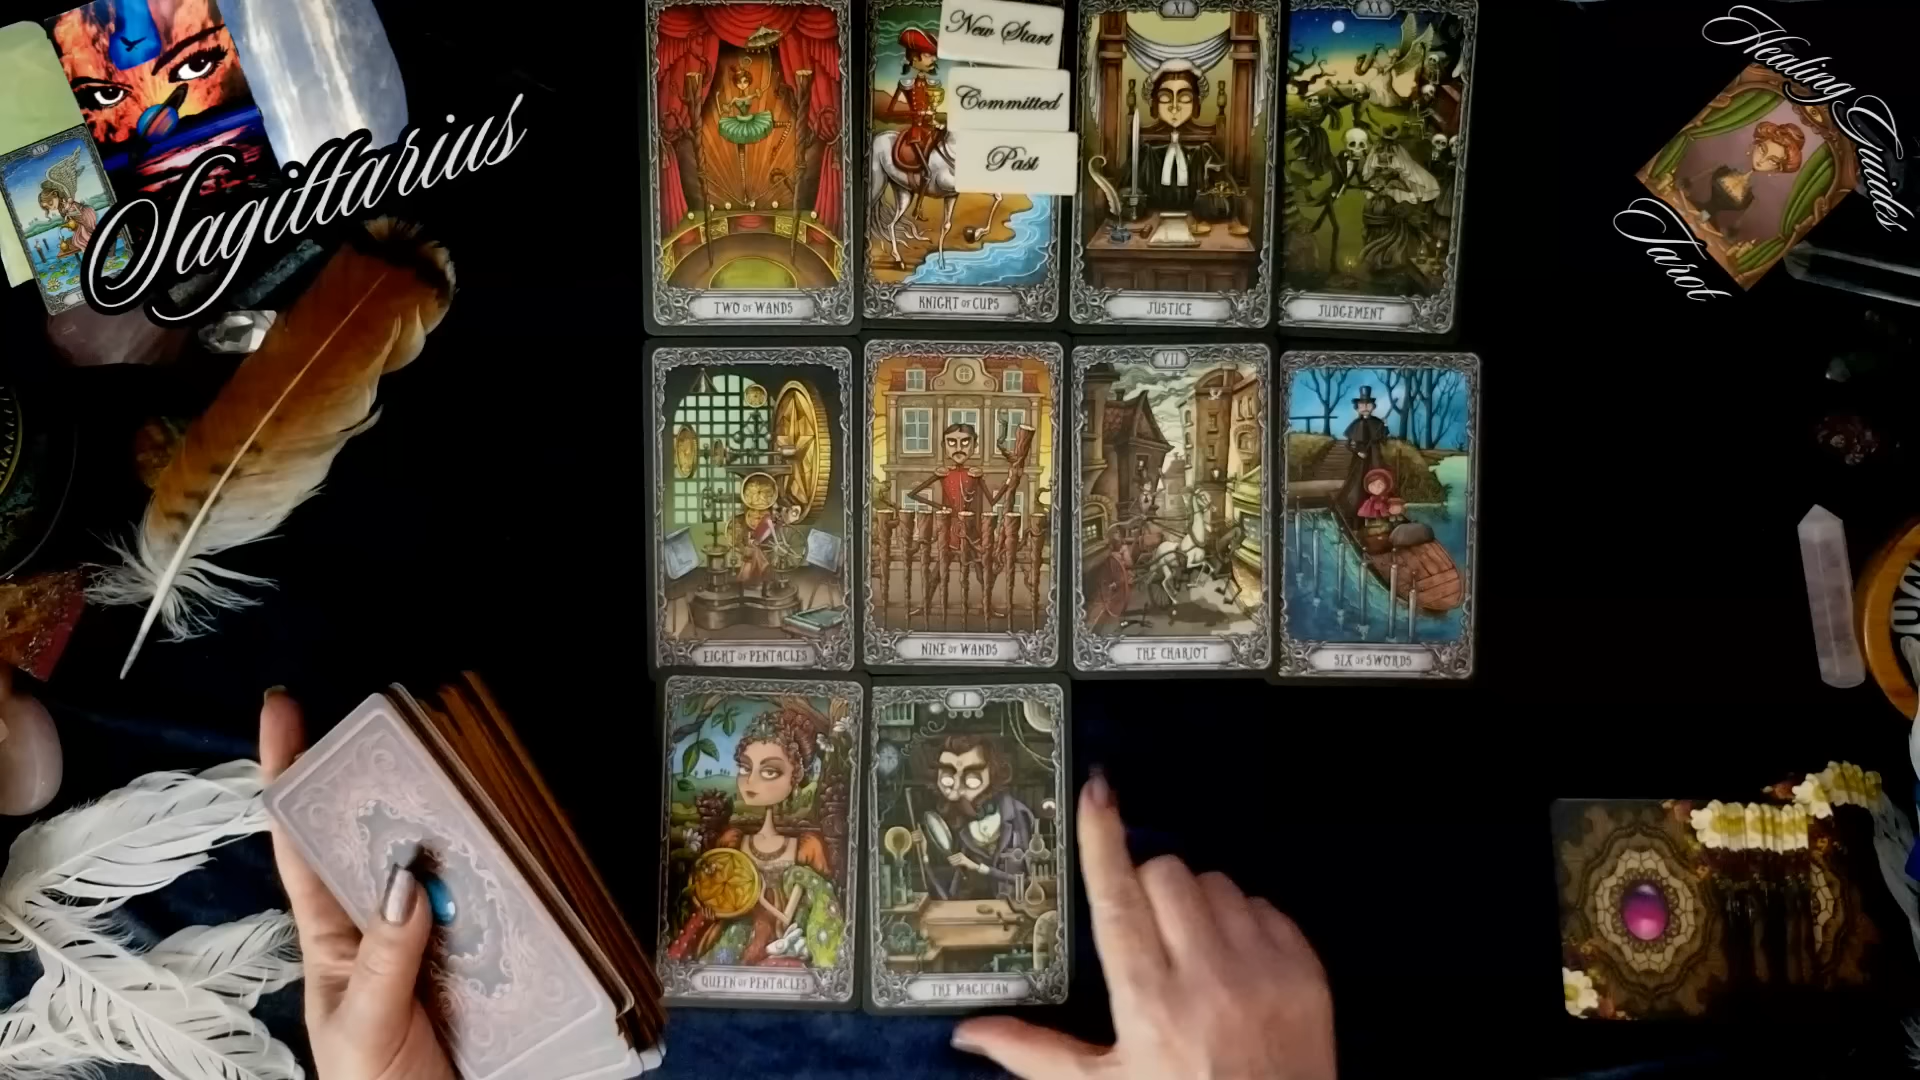 Sagittarius
Healing Guides
Tarot
New Start
Committed
Past
XI
XX
TWO OF WANDS
KNIGHT OF CUPS
JUSTICE
JUDGEMENT
VII
EIGHT OF PENTACLES
NINE OF WANDS
THE CHARIOT
SIX OF SWORDS
I
QUEEN OF PENTACLES
THE MAGICIAN